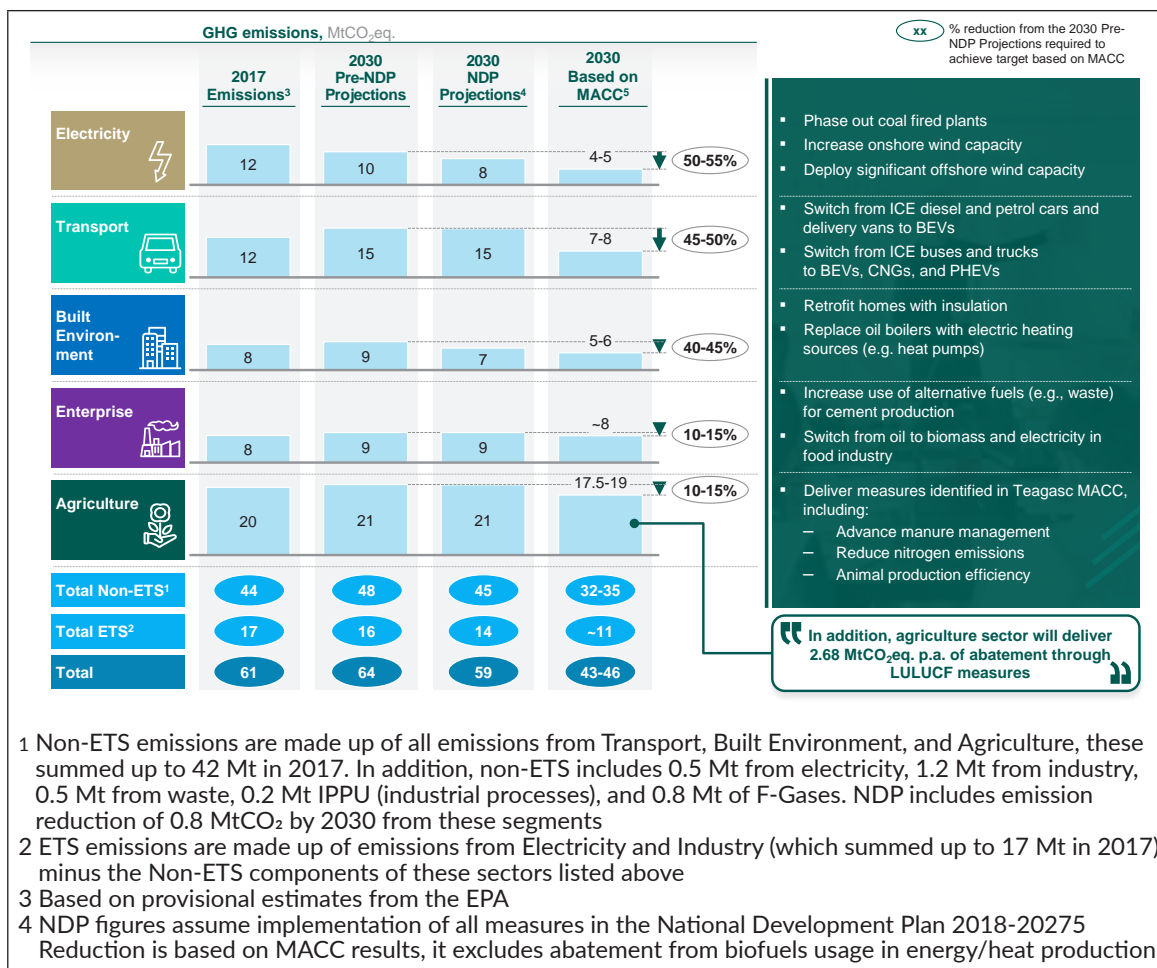 GHG emissions, MtCO₂eq.
xx % reduction from the 2030 Pre-
NDP Projections required to
achieve target based on MACC
2017
Emissions³
2030
Pre-NDP
Projections
2030
NDP
Projections⁴
2030
Based on
MACC⁵
Electricity
12
10
8
4-5
50-55%
▪ Phase out coal fired plants
▪ Increase onshore wind capacity
▪ Deploy significant offshore wind capacity
Transport
12
15
15
7-8
45-50%
▪ Switch from ICE diesel and petrol cars and
delivery vans to BEVs
▪ Switch from ICE buses and trucks
to BEVs, CNGs, and PHEVs
Built
Environ-
ment
8
9
7
5-6
40-45%
▪ Retrofit homes with insulation
▪ Replace oil boilers with electric heating
sources (e.g. heat pumps)
Enterprise
8
9
9
~8
10-15%
▪ Increase use of alternative fuels (e.g., waste)
for cement production
▪ Switch from oil to biomass and electricity in
food industry
Agriculture
20
21
21
17.5-19
10-15%
▪ Deliver measures identified in Teagasc MACC,
including:
– Advance manure management
– Reduce nitrogen emissions
– Animal production efficiency
Total Non-ETS¹ 44 48 45 32-35
Total ETS² 17 16 14 ~11
Total 61 64 59 43-46
In addition, agriculture sector will deliver
2.68 MtCO₂eq. p.a. of abatement through
LULUCF measures
1 Non-ETS emissions are made up of all emissions from Transport, Built Environment, and Agriculture, these
summed up to 42 Mt in 2017. In addition, non-ETS includes 0.5 Mt from electricity, 1.2 Mt from industry,
0.5 Mt from waste, 0.2 Mt IPPU (industrial processes), and 0.8 Mt of F-Gases. NDP includes emission
reduction of 0.8 MtCO₂ by 2030 from these segments
2 ETS emissions are made up of emissions from Electricity and Industry (which summed up to 17 Mt in 2017)
minus the Non-ETS components of these sectors listed above
3 Based on provisional estimates from the EPA
4 NDP figures assume implementation of all measures in the National Development Plan 2018-20275
Reduction is based on MACC results, it excludes abatement from biofuels usage in energy/heat production